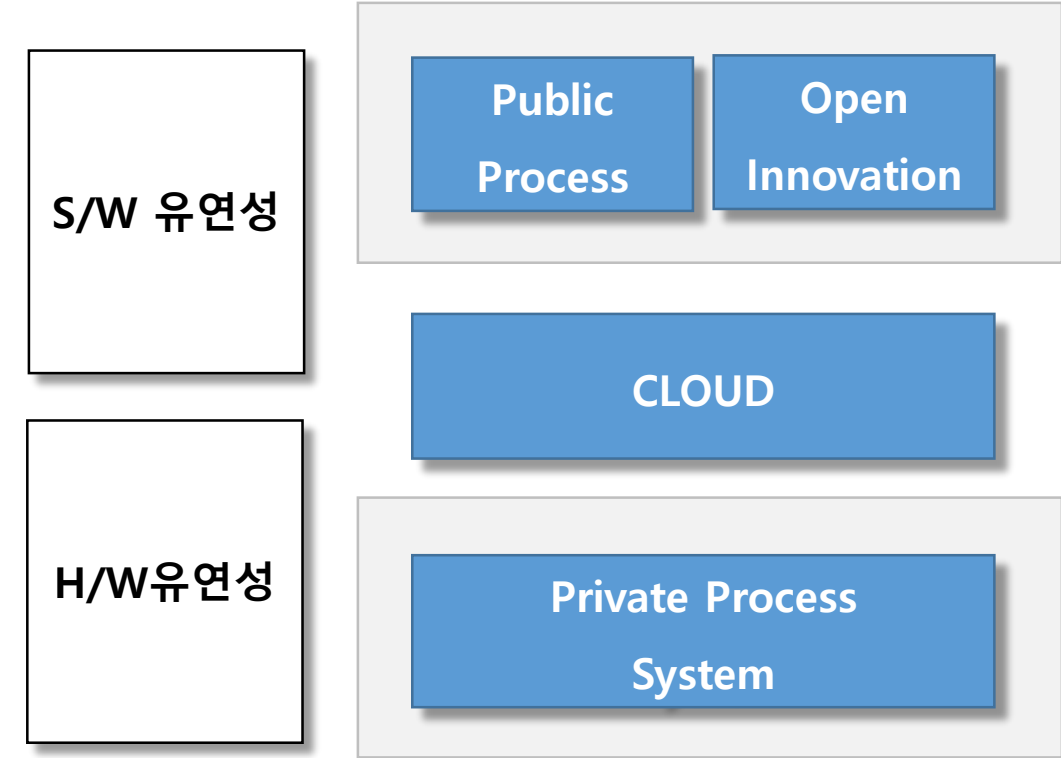 S/W 유연성
H/W유연성
Public
Process
Open
Innovation
CLOUD
Private Process
System